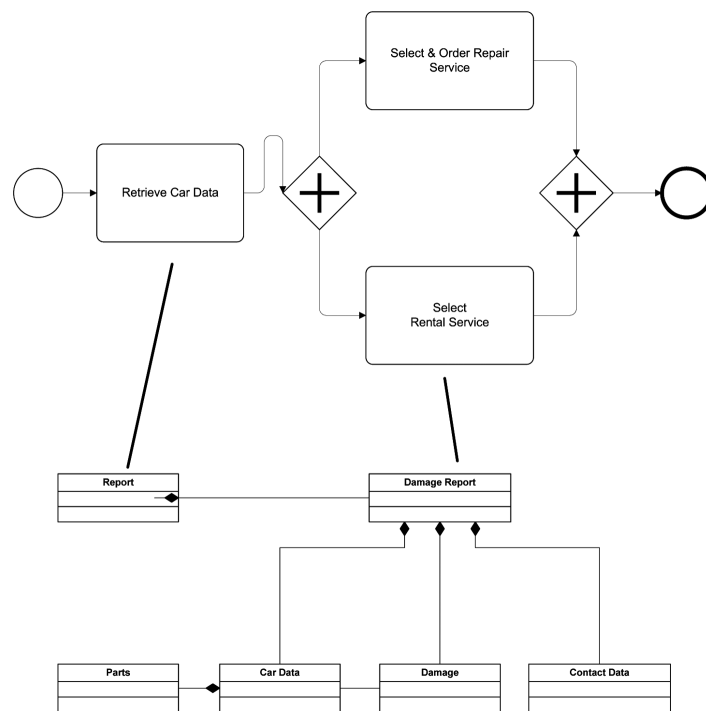 Select & Order Repair
Service
Retrieve Car Data
Select
Rental Service
Report
Damage Report
Parts
Car Data
Damage
Contact Data